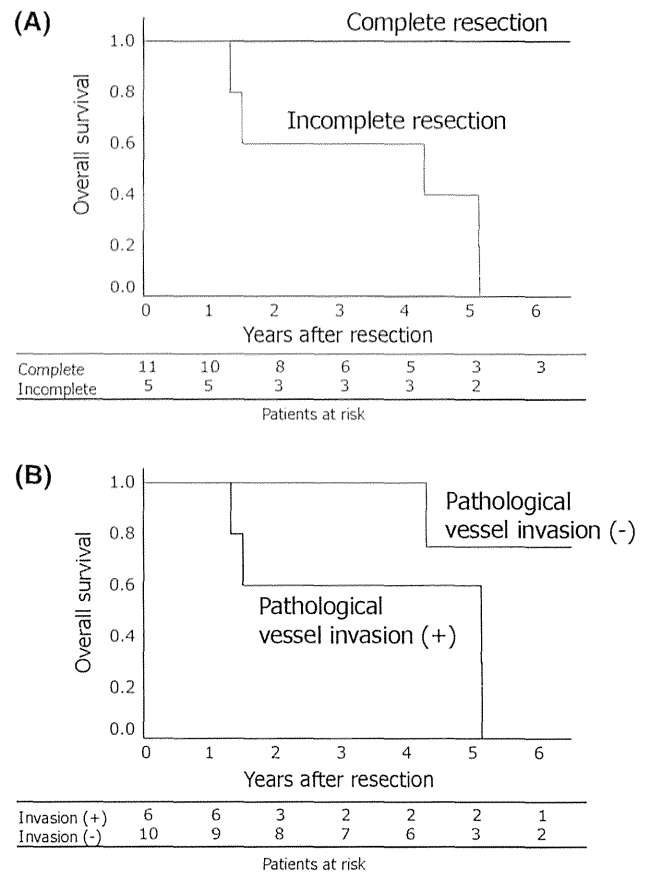 (A)
Complete resection
Incomplete resection
Overall survival
1.0
0.8
0.6
0.4
0.2
0.0
0 1 2 3 4 5 6
Years after resection
Complete 11 10 8 6 5 3 3
Incomplete 5 5 3 3 3 2
Patients at risk
(B)
Pathological
vessel invasion (-)
Pathological
vessel invasion (+)
Overall survival
1.0
0.8
0.6
0.4
0.2
0.0
0 1 2 3 4 5 6
Years after resection
Invasion (+) 6 6 3 2 2 2 1
Invasion (-) 10 9 8 7 6 3 2
Patients at risk